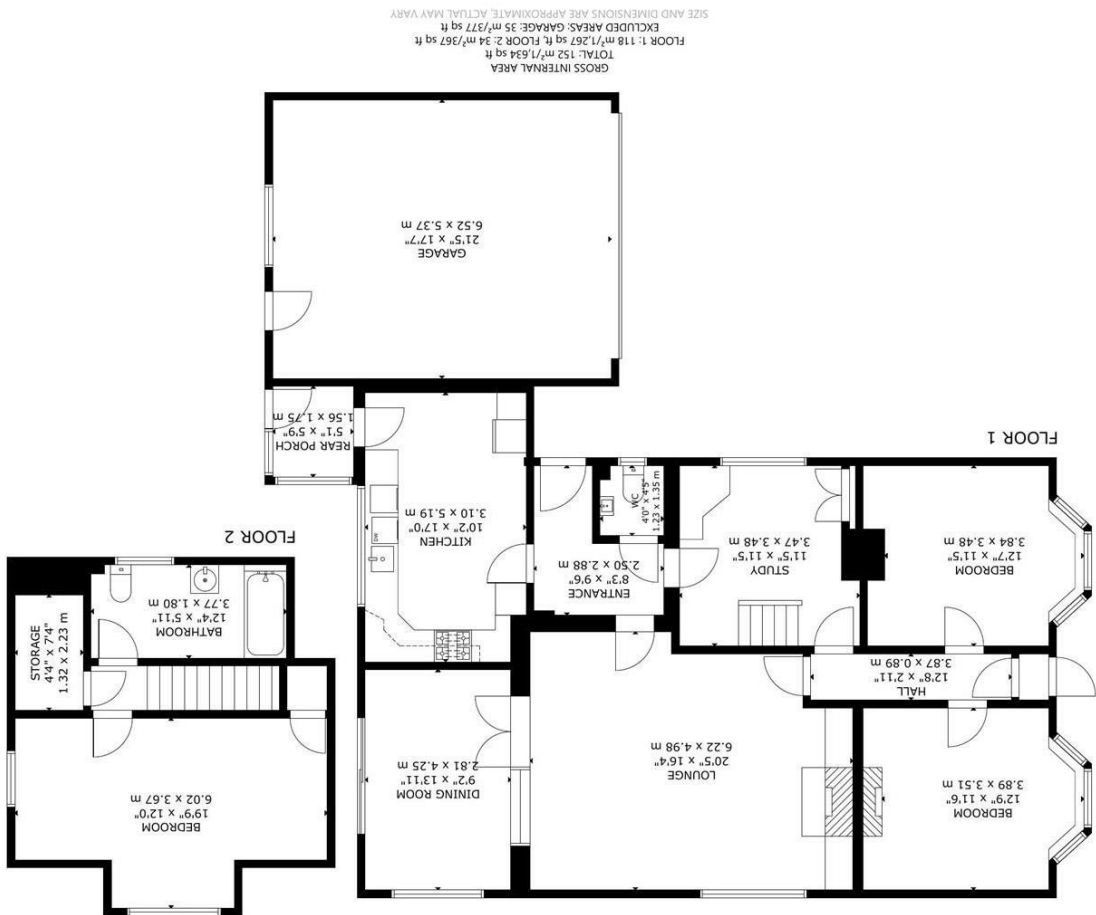 BEDROOM
12'9" x 11'6"
3.89 x 3.51 m
LOUNGE
20'5" x 16'4"
6.22 x 4.98 m
DINING ROOM
9'2" x 13'11"
2.81 x 4.25 m
HALL
12'8" x 2'11"
3.87 x 0.89 m
BEDROOM
12'7" x 11'5"
3.84 x 3.48 m
STUDY
11'5" x 11'5"
3.47 x 3.48 m
ENTRANCE
8'3" x 9'6"
2.50 x 2.88 m
WC
4'0" x 4'5"
1.23 x 1.35 m
KITCHEN
10'2" x 17'0"
3.10 x 5.19 m
DW
REAR PORCH
5'1" x 5'9"
1.56 x 1.75 m
FLOOR 1
GARAGE
21'5" x 17'7"
6.52 x 5.37 m
BEDROOM
19'9" x 12'0"
6.02 x 3.67 m
BATHROOM
12'4" x 5'11"
3.77 x 1.80 m
STORAGE
4'4" x 7'4"
1.32 x 2.23 m
FLOOR 2
GROSS INTERNAL AREA
TOTAL: 152 m²/1,634 sq ft
FLOOR 1: 118 m²/1,267 sq ft, FLOOR 2: 34 m²/367 sq ft
EXCLUDED AREAS: GARAGE: 35 m²/377 sq ft
SIZE AND DIMENSIONS ARE APPROXIMATE, ACTUAL MAY VARY